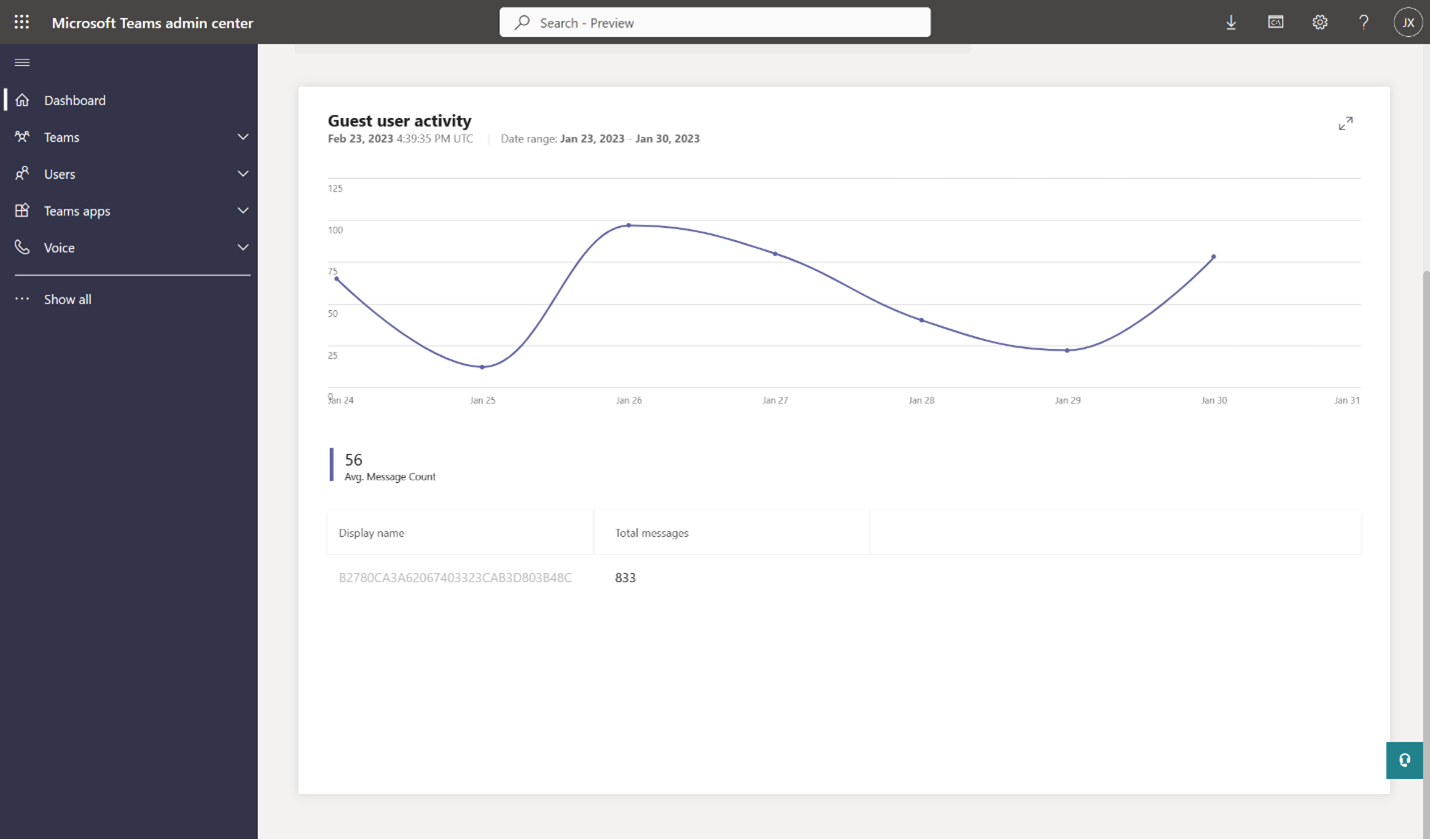 Microsoft Teams admin center
Search - Preview
JX
Dashboard
Teams
Users
Teams apps
Voice
Show all
Guest user activity
Feb 23, 2023 4:39:35 PM UTC | Date range: Jan 23, 2023 - Jan 30, 2023
125
100
75
50
25
0
Jan 24 Jan 25 Jan 26 Jan 27 Jan 28 Jan 29 Jan 30 Jan 31
56
Avg. Message Count
Display name Total messages
B2780CA3A62067403323CAB3D803B48C 833